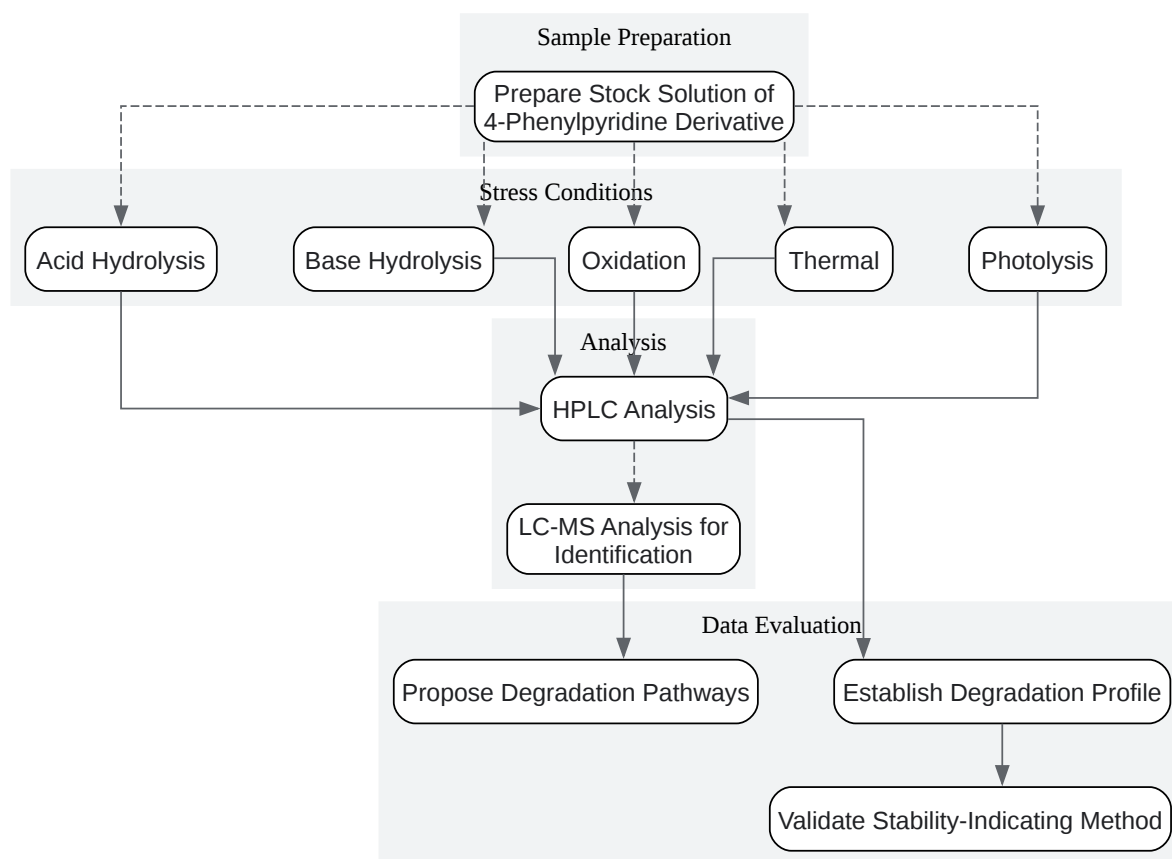 Sample Preparation
Prepare Stock Solution of
4-Phenylpyridine Derivative
Stress Conditions
Acid Hydrolysis
Base Hydrolysis
Oxidation
Thermal
Photolysis
Analysis
HPLC Analysis
LC-MS Analysis for
Identification
Data Evaluation
Propose Degradation Pathways
Establish Degradation Profile
Validate Stability-Indicating Method